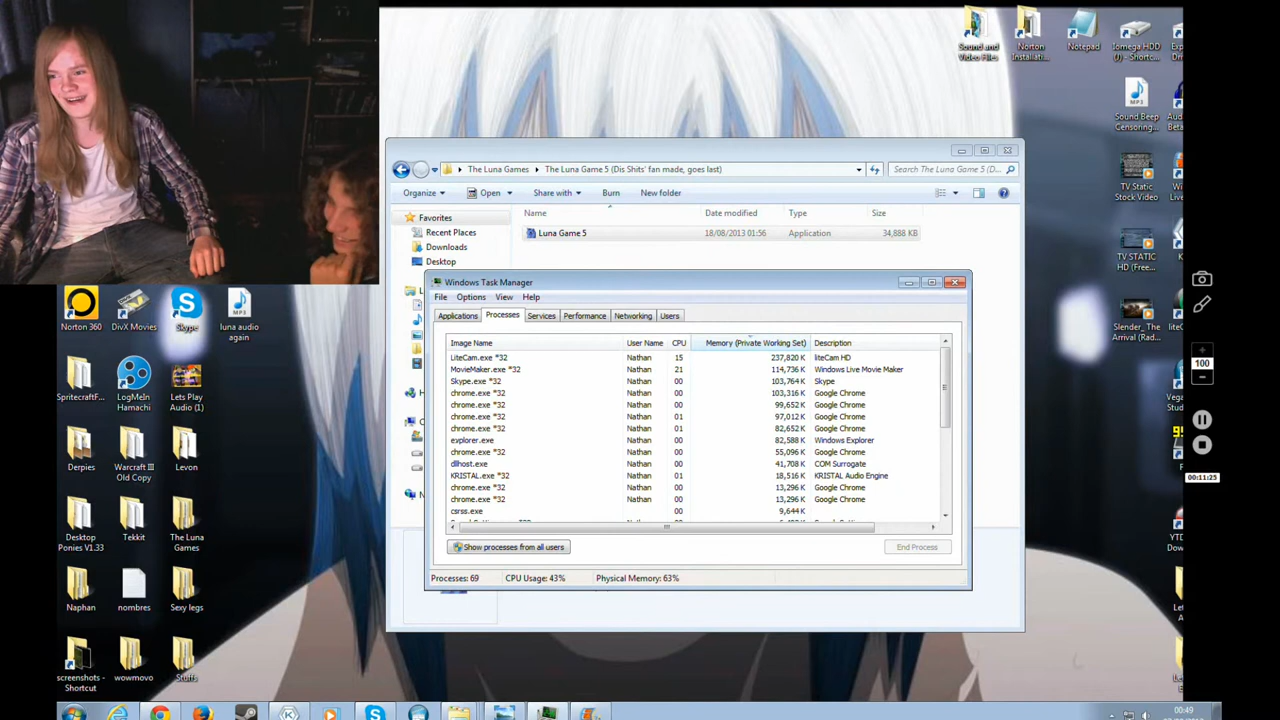 Sound and
Video Files
Norton
Installati...
Notepad
Iomega HDD
(J) - Shortc...
Sound Beep
Censoring...
TV Static
Stock Video
TV STATIC
HD (Free...
Slender_ The
Arrival (Rad...
The Luna Games
The Luna Game 5 (Dis Shits' fan made, goes last)
Search The Luna Game 5 (D...
Organize
Open
Share with
Burn
New folder
Favorites
Recent Places
Downloads
Desktop
Name
Date modified
Type
Size
Luna Game 5
18/08/2013 01:56
Application
34,888 KB
Windows Task Manager
File
Options
View
Help
Applications
Processes
Services
Performance
Networking
Users
Image Name
User Name
CPU
Memory (Private Working Set)
Description
LiteCam.exe *32 Nathan 15 237,820 K liteCam HD
MovieMaker.exe *32 Nathan 21 114,736 K Windows Live Movie Maker
Skype.exe *32 Nathan 00 103,764 K Skype
chrome.exe *32 Nathan 00 103,316 K Google Chrome
chrome.exe *32 Nathan 00 99,652 K Google Chrome
chrome.exe *32 Nathan 01 97,012 K Google Chrome
chrome.exe *32 Nathan 01 82,652 K Google Chrome
explorer.exe Nathan 00 82,588 K Windows Explorer
chrome.exe *32 Nathan 00 55,096 K Google Chrome
dllhost.exe Nathan 00 41,708 K COM Surrogate
KRISTAL.exe *32 Nathan 01 18,516 K KRISTAL Audio Engine
chrome.exe *32 Nathan 00 13,296 K Google Chrome
chrome.exe *32 Nathan 00 13,296 K Google Chrome
csrss.exe 00 9,644 K
Show processes from all users
End Process
Processes: 69
CPU Usage: 43%
Physical Memory: 63%
Norton 360
DivX Movies
Skype
luna audio
again
SpritecraftF...
LogMeIn
Hamachi
Lets Play
Audio (1)
Derpies
Warcraft III
Old Copy
Levon
Desktop
Ponies V1.33
Tekkit
The Luna
Games
Naphan
nombres
Sexy legs
screenshots -
Shortcut
wowmovo
Stuffs
100
00:11:25
00:49